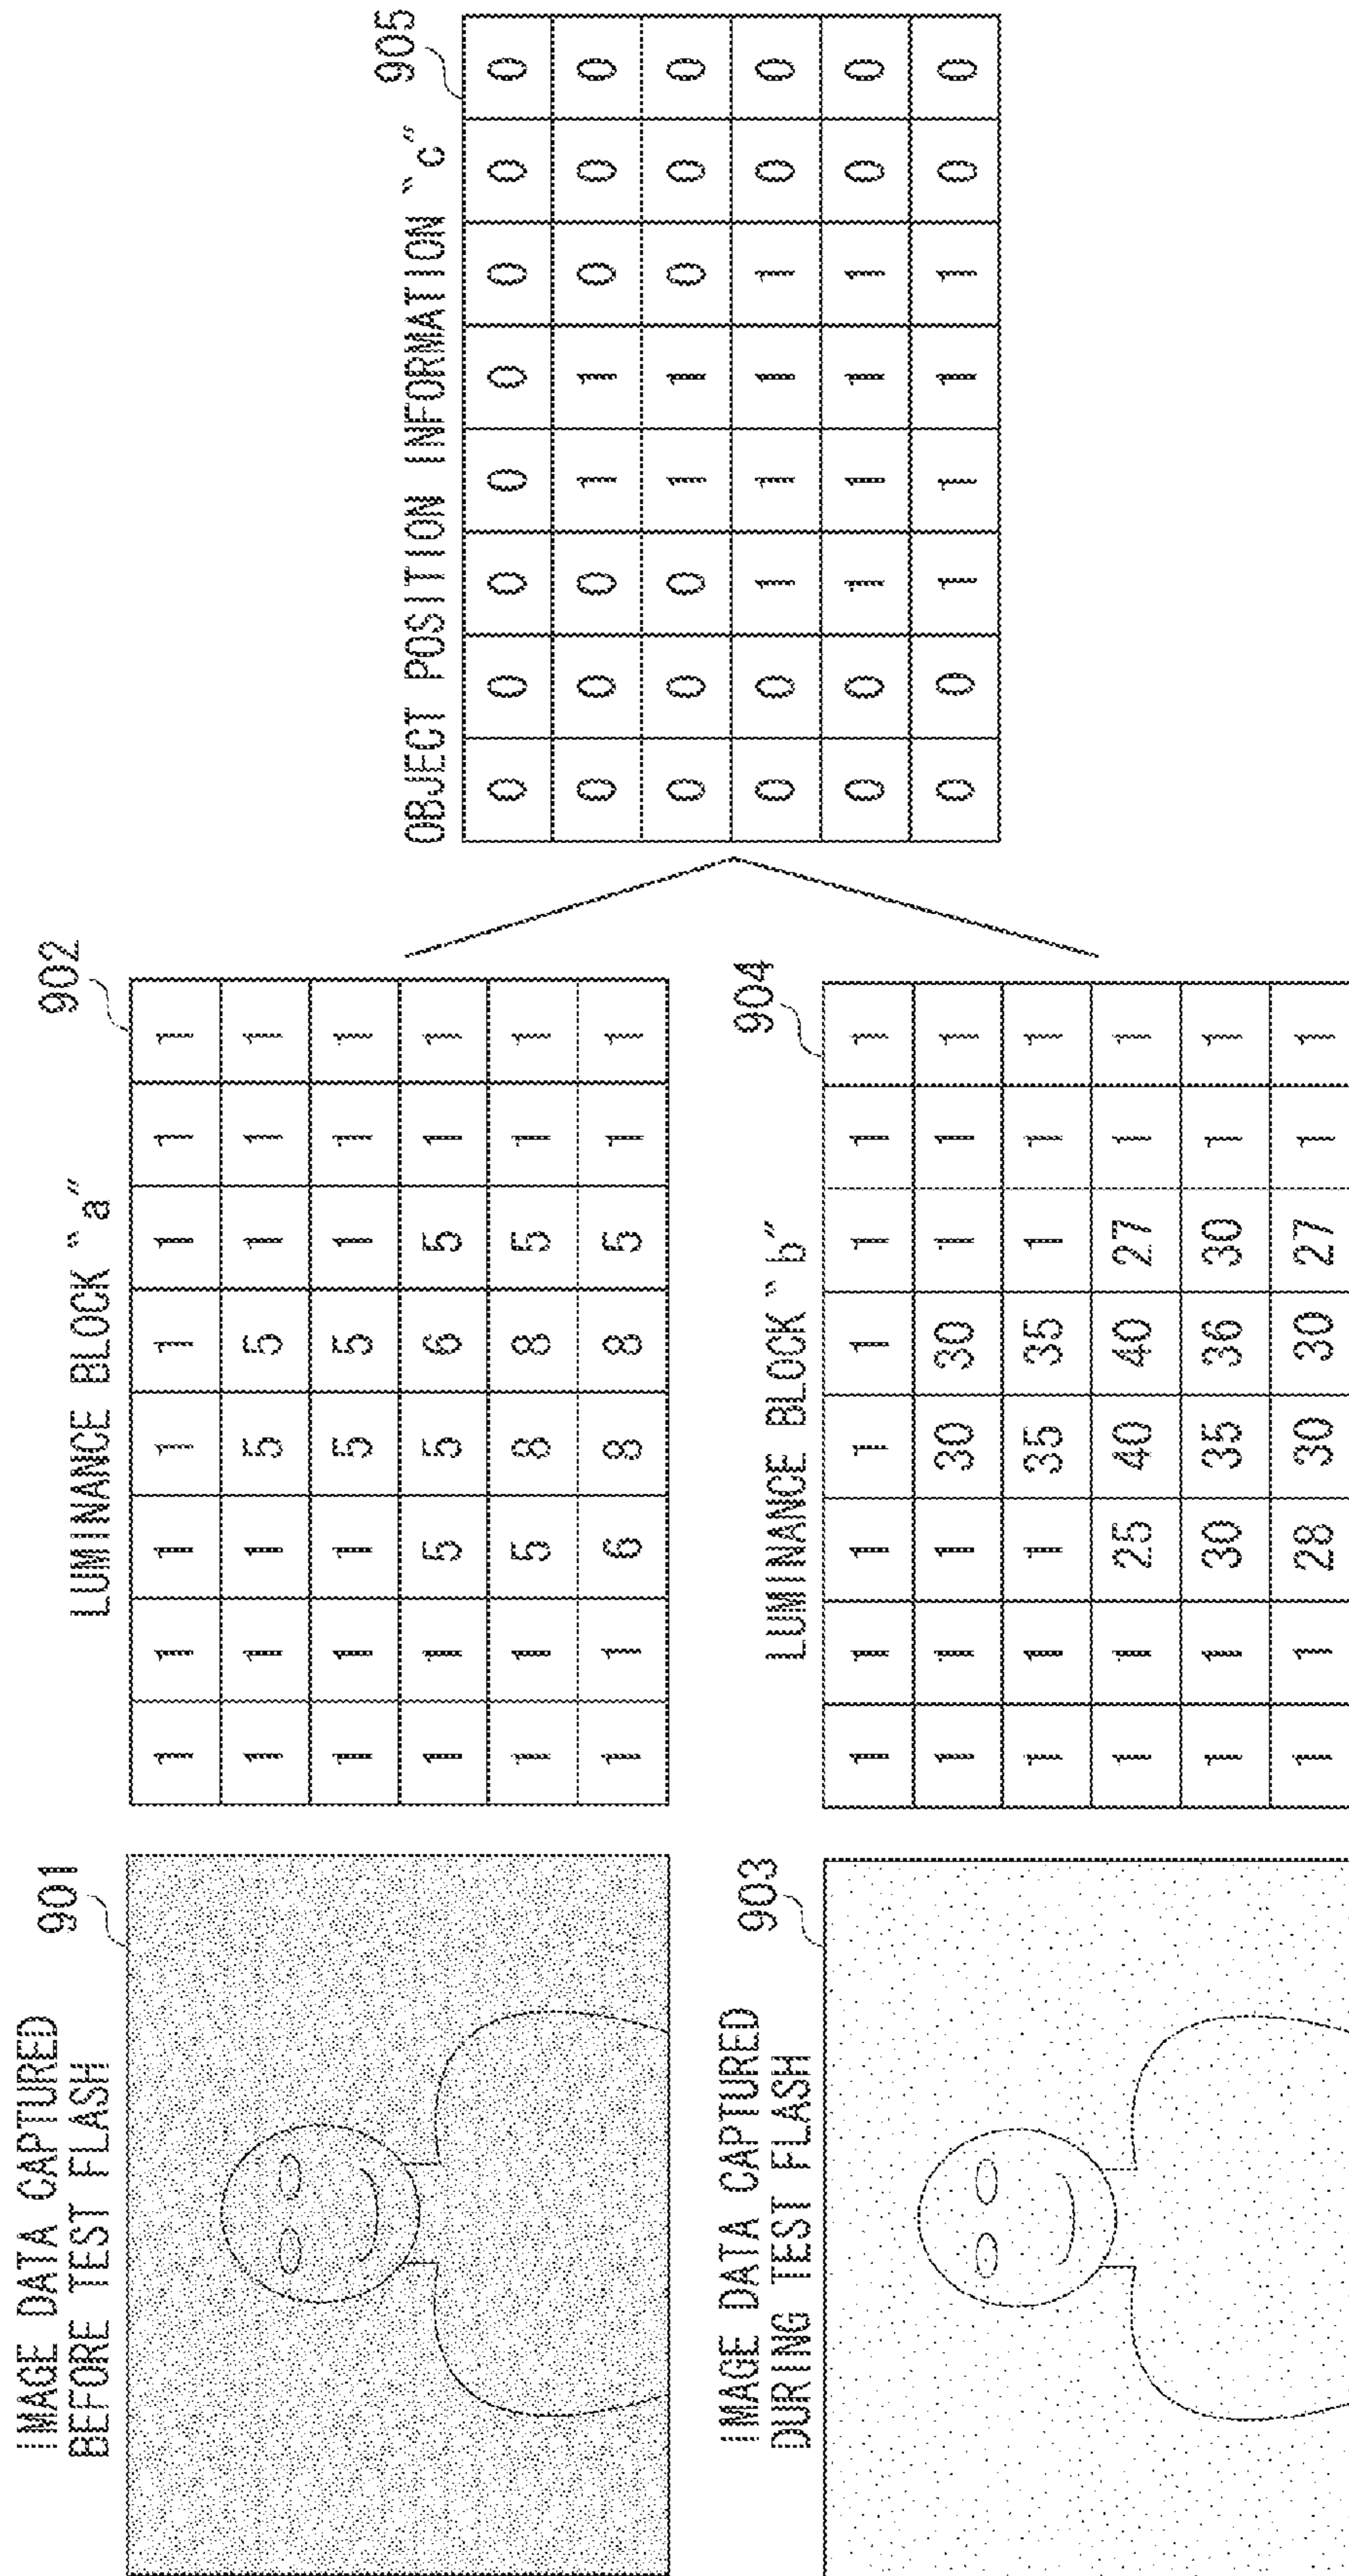 IMAGE DATA CAPTURED
BEFORE TEST FLASH
901
LUMINANCE BLOCK "a"
902
1 1 1 1 1 1 1 1
1 1 1 5 5 1 1 1
1 1 1 5 5 1 1 1
1 1 5 5 6 5 1 1
1 1 5 8 8 5 1 1
1 1 6 8 8 5 1 1
IMAGE DATA CAPTURED
DURING TEST FLASH
903
LUMINANCE BLOCK "b"
904
1 1 1 1 1 1 1 1
1 1 1 30 30 1 1 1
1 1 1 35 35 1 1 1
1 1 25 40 40 27 1 1
1 1 30 35 36 30 1 1
1 1 28 30 30 27 1 1
OBJECT POSITION INFORMATION "c"
905
0 0 0 0 0 0 0 0
0 0 0 1 1 0 0 0
0 0 0 1 1 0 0 0
0 0 1 1 1 1 0 0
0 0 1 1 1 1 0 0
0 0 1 1 1 1 0 0